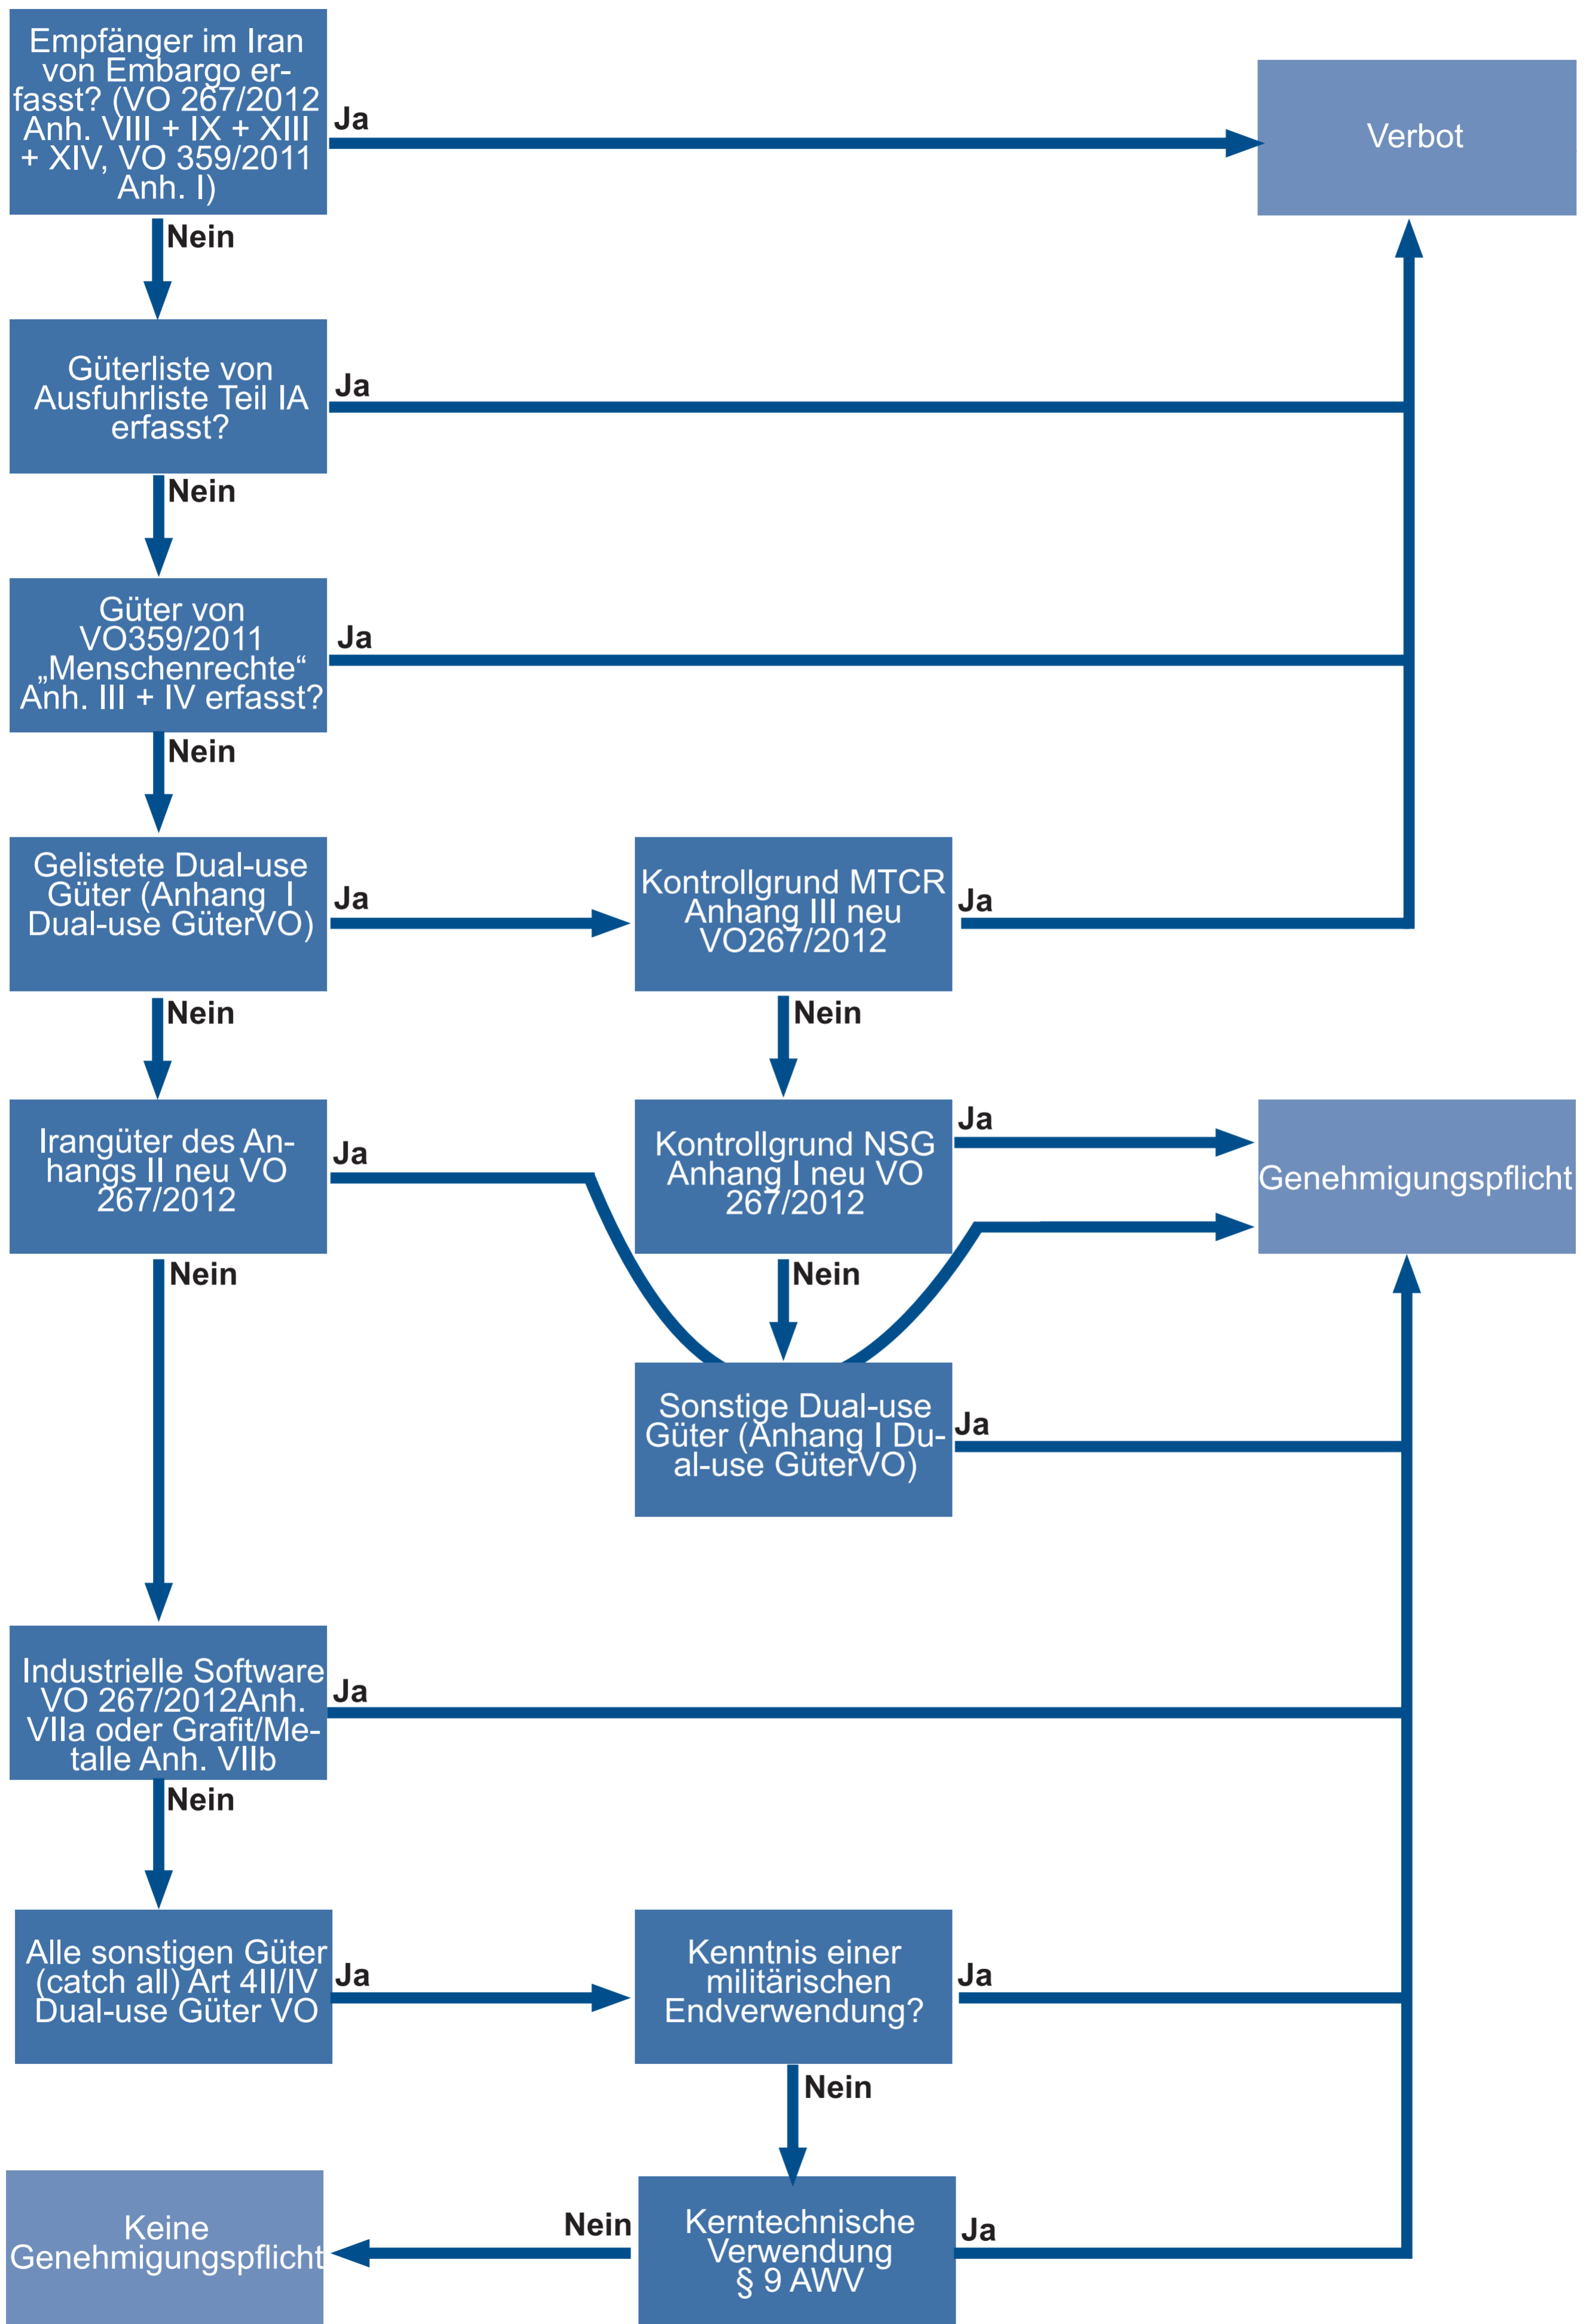 Empfänger im Iran
von Embargo er-
fasst? (VO 267/2012
Anh. VIII + IX + XIII
+ XIV, VO 359/2011
Anh. I)
Ja
Verbot
Nein
Güterliste von
Ausfuhrliste Teil IA
erfasst?
Ja
Nein
Güter von
VO359/2011
„Menschenrechte“
Anh. III + IV erfasst?
Ja
Nein
Gelistete Dual-use
Güter (Anhang I
Dual-use GüterVO)
Ja
Kontrollgrund MTCR
Anhang III neu
VO267/2012
Ja
Nein
Nein
Irangüter des An-
hangs II neu VO
267/2012
Ja
Kontrollgrund NSG
Anhang I neu VO
267/2012
Ja
Genehmigungspflicht
Nein
Nein
Sonstige Dual-use
Güter (Anhang I Du-
al-use GüterVO)
Ja
Industrielle Software
VO 267/2012Anh.
VIIa oder Grafit/Me-
talle Anh. VIIb
Ja
Nein
Alle sonstigen Güter
(catch all) Art 4II/IV
Dual-use Güter VO
Ja
Kenntnis einer
militärischen
Endverwendung?
Ja
Nein
Keine
Genehmigungspflicht
Nein
Kerntechnische
Verwendung
§ 9 AWV
Ja